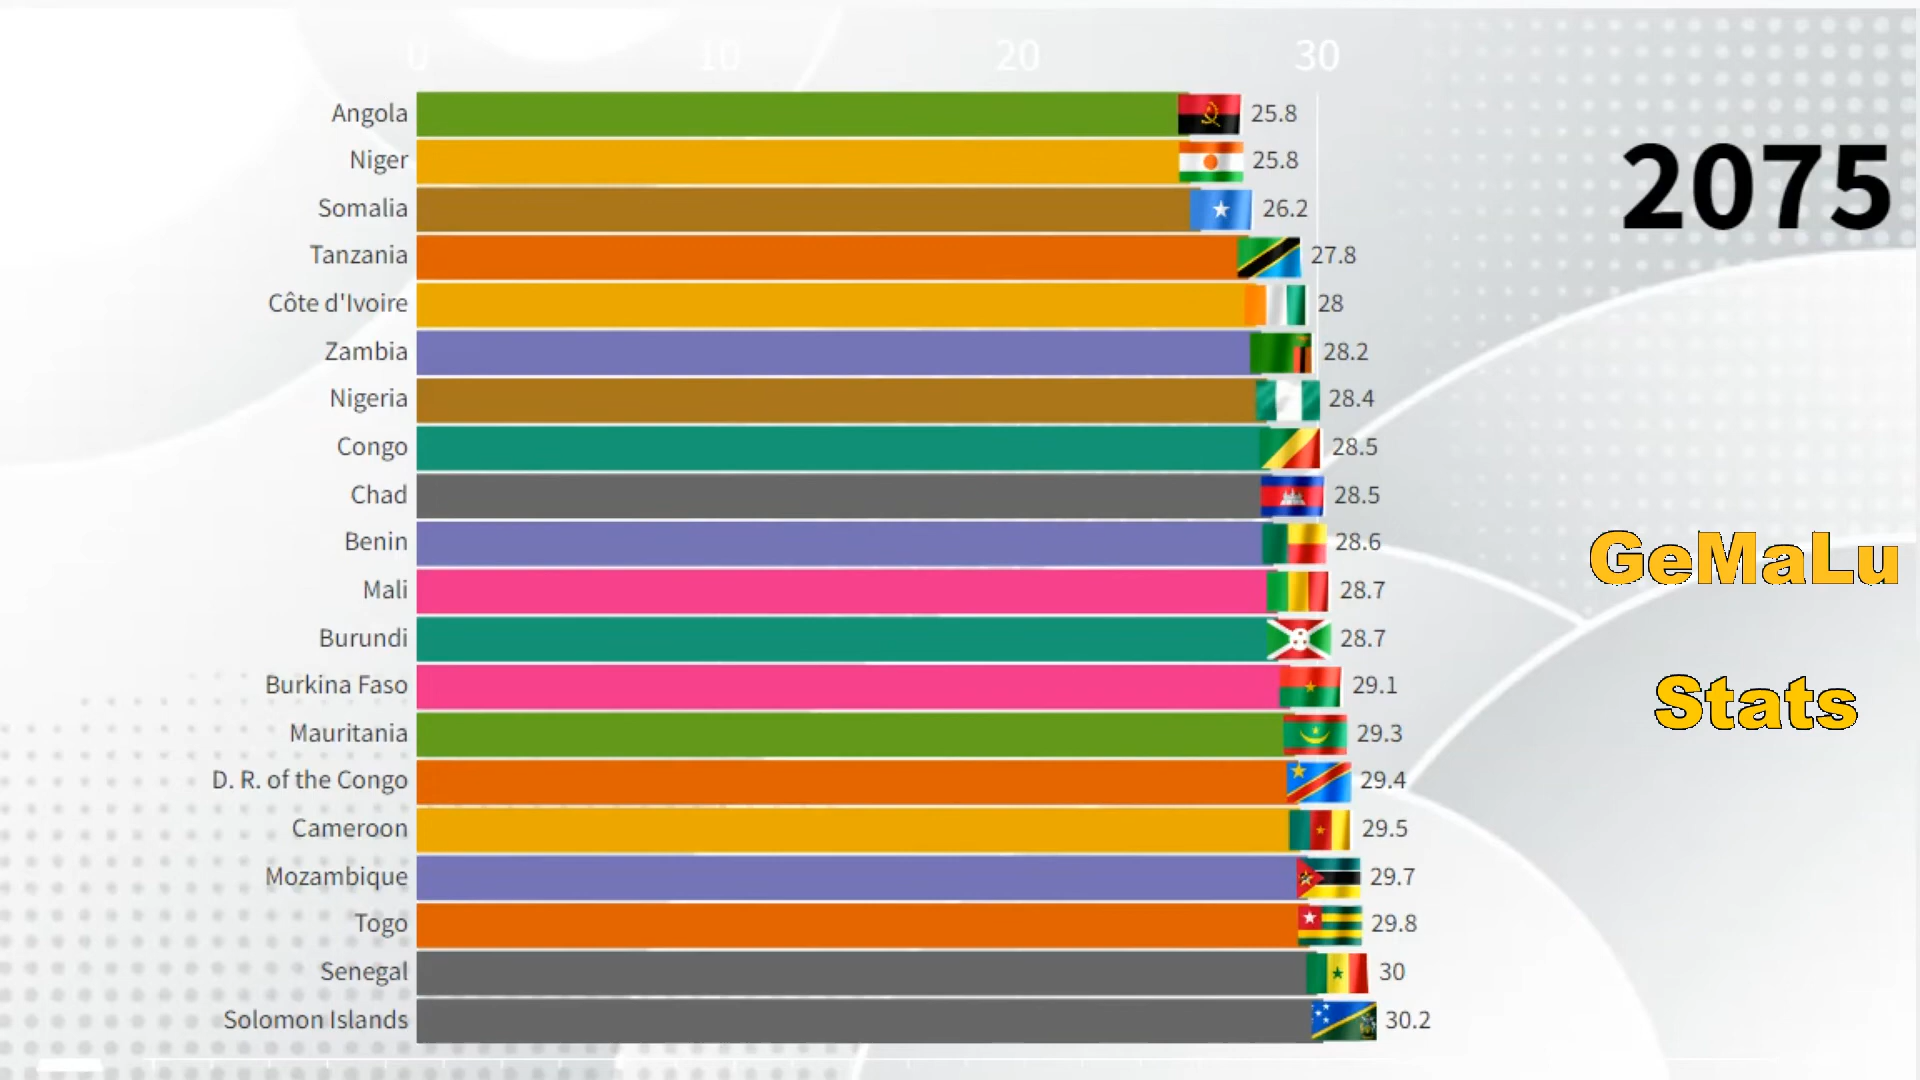 0 10 20 30
Angola 25.8
Niger 25.8
Somalia 26.2
Tanzania 27.8
Côte d'Ivoire 28
Zambia 28.2
Nigeria 28.4
Congo 28.5
Chad 28.5
Benin 28.6
Mali 28.7
Burundi 28.7
Burkina Faso 29.1
Mauritania 29.3
D. R. of the Congo 29.4
Cameroon 29.5
Mozambique 29.7
Togo 29.8
Senegal 30
Solomon Islands 30.2
2075
GeMaLu
Stats